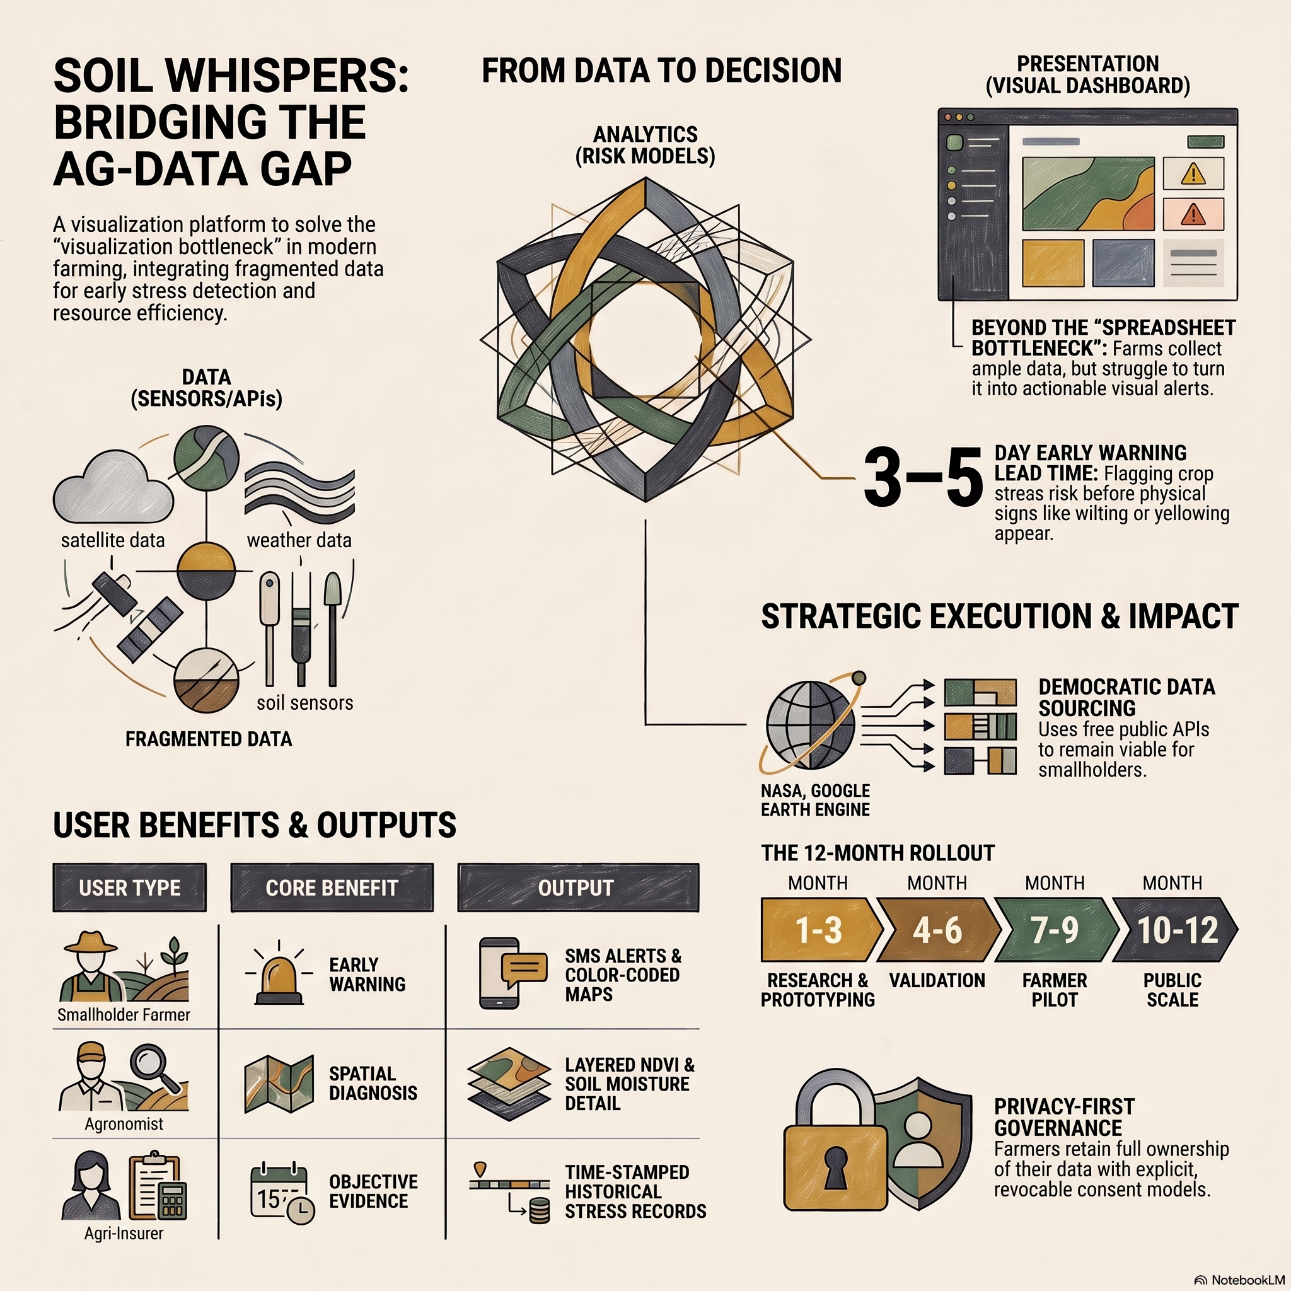 SOIL WHISPERS:
BRIDGING THE
AG-DATA GAP
A visualization platform to solve the
“visualization bottleneck” in modern
farming, integrating fragmented data
for early stress detection and
resource efficiency.
DATA
(SENSORS/APIs)
satellite data
weather data
soil sensors
FRAGMENTED DATA
FROM DATA TO DECISION
ANALYTICS
(RISK MODELS)
PRESENTATION
(VISUAL DASHBOARD)
BEYOND THE “SPREADSHEET
BOTTLENECK”: Farms collect
ample data, but struggle to turn
it into actionable visual alerts.
3–5
DAY EARLY WARNING
LEAD TIME: Flagging crop
streas risk before physical
signs like wilting or yellowing
appear.
STRATEGIC EXECUTION & IMPACT
NASA, GOOGLE
EARTH ENGINE
DEMOCRATIC DATA
SOURCING
Uses free public APIs
to remain viable for
smallholders.
THE 12-MONTH ROLLOUT
MONTH MONTH MONTH MONTH
1-3 4-6 7-9 10-12
RESEARCH &
PROTOTYPING
VALIDATION
FARMER
PILOT
PUBLIC
SCALE
PRIVACY-FIRST
GOVERNANCE
Farmers retain full ownership
of their data with explicit,
revocable consent models.
USER BENEFITS & OUTPUTS
USER TYPE CORE BENEFIT OUTPUT
Smallholder Farmer
EARLY
WARNING
SMS ALERTS &
COLOR-CODED
MAPS
Agronomist
SPATIAL
DIAGNOSIS
LAYERED NDVI &
SOIL MOISTURE
DETAIL
Agri-Insurer
15
OBJECTIVE
EVIDENCE
TIME-STAMPED
HISTORICAL
STRESS RECORDS
NotebookLM